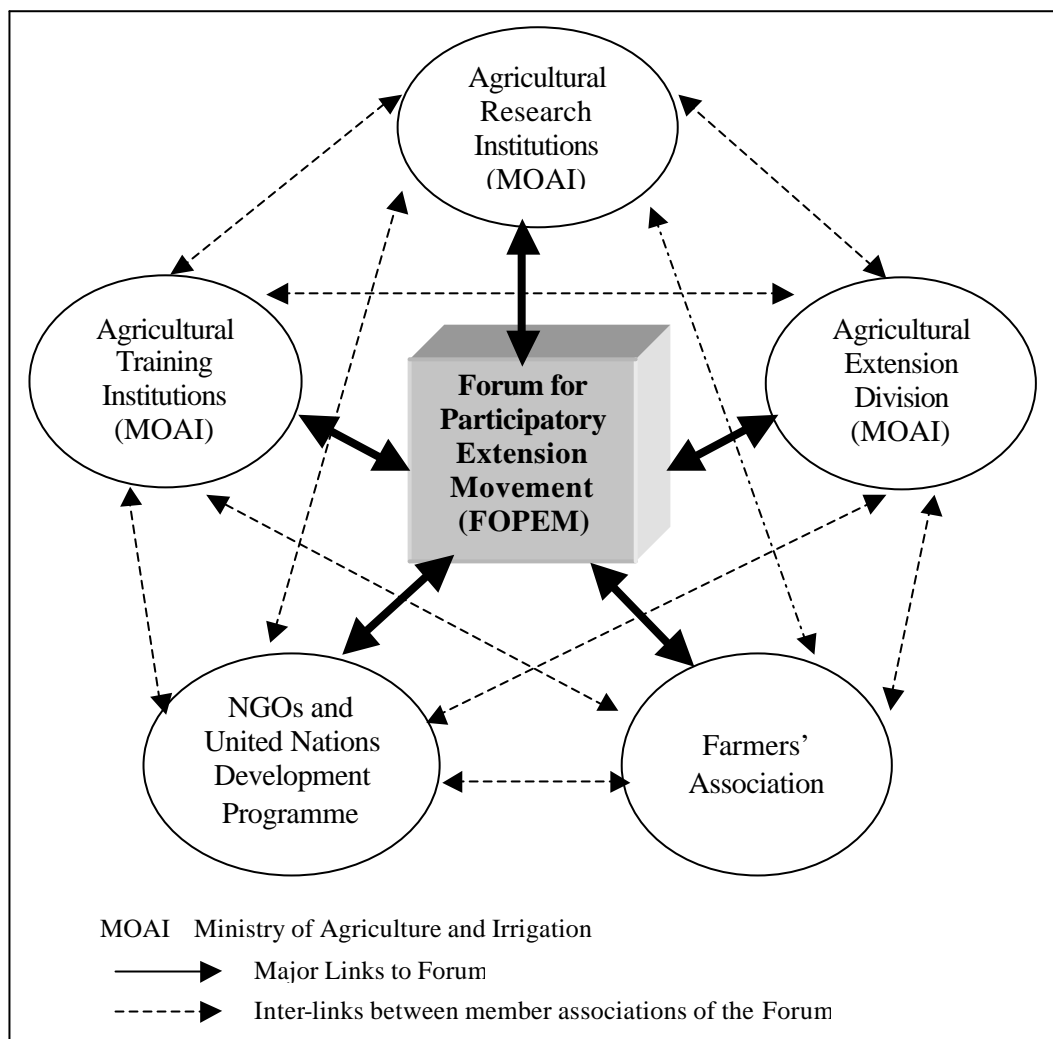 Agricultural
Research
Institutions
(MOAI)
Agricultural
Training
Institutions
(MOAI)
Forum for
Participatory
Extension
Movement
(FOPEM)
Agricultural
Extension
Division
(MOAI)
NGOs and
United Nations
Development
Programme
Farmers’
Association
MOAI Ministry of Agriculture and Irrigation
Major Links to Forum
Inter-links between member associations of the Forum